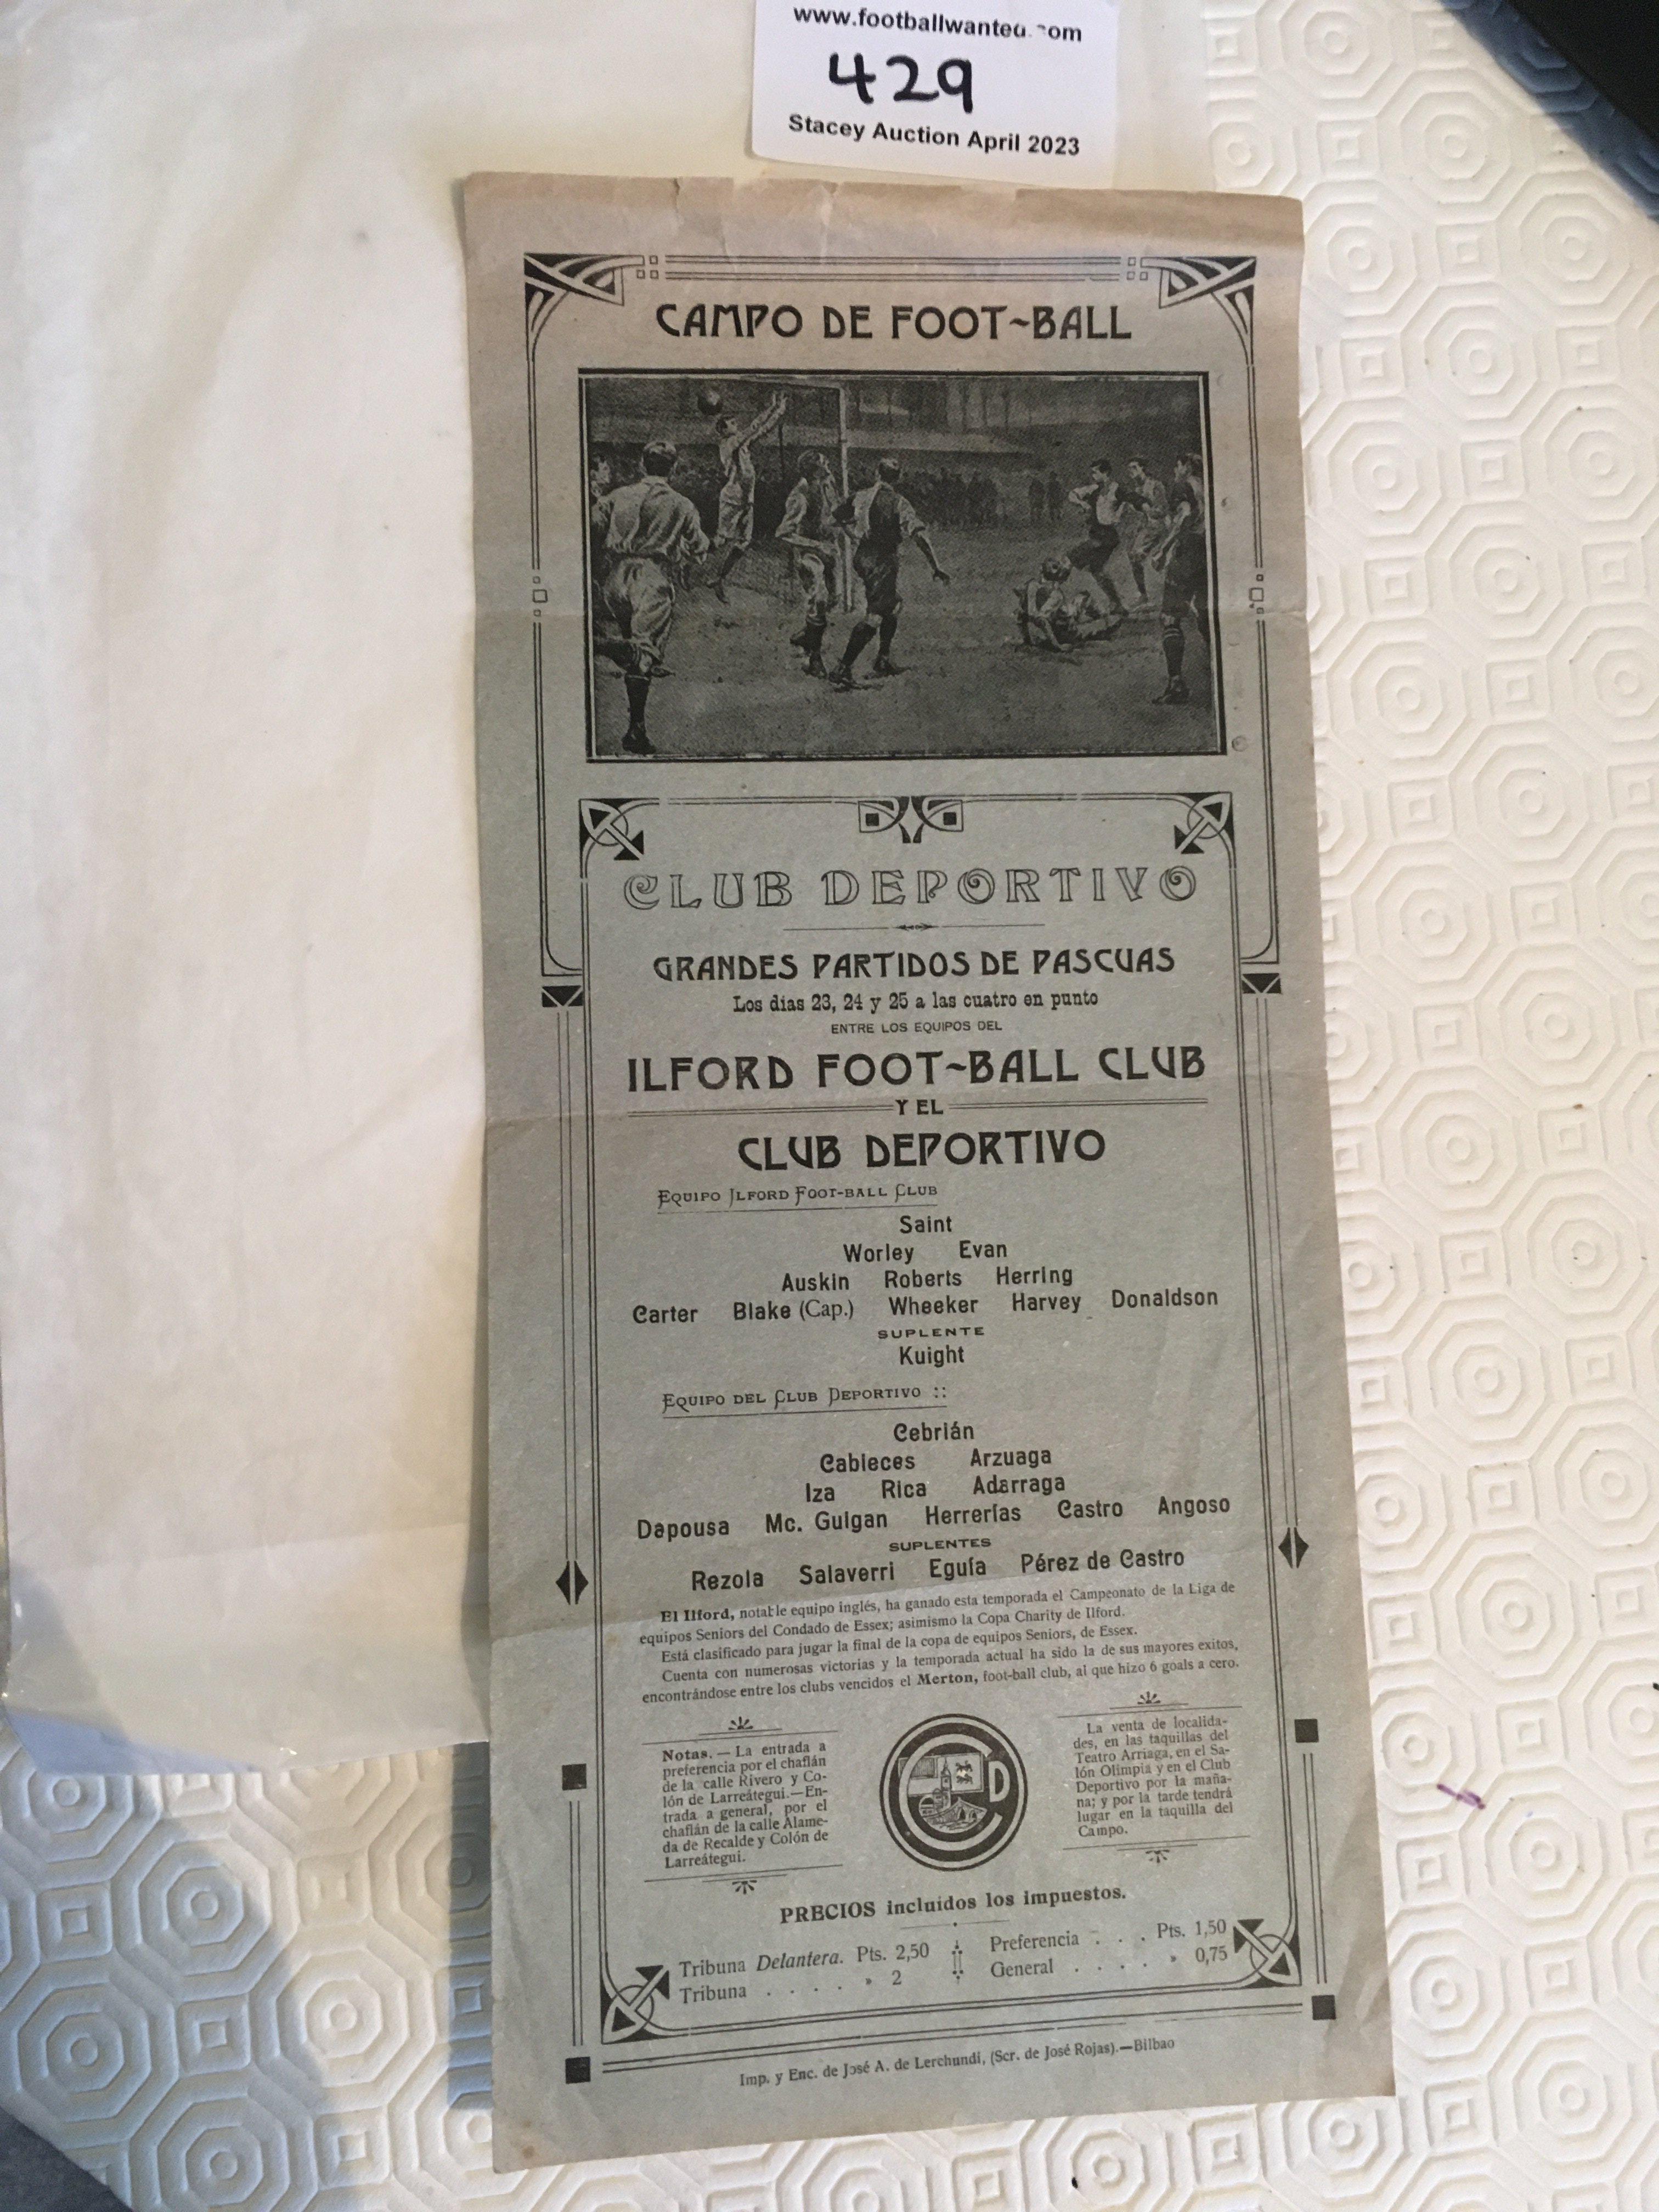 www.footballwanted.com
429
Stacey Auction April 2023
CAMPO DE FOOT~BALL
CLUB DEPORTIVO
GRANDES PARTIDOS DE PASCUAS
Los días 23, 24 y 25 a las cuatro en punto
ENTRE LOS EQUIPOS DEL
ILFORD FOOT~BALL CLUB
Y EL
CLUB DEPORTIVO
EQUIPO ILFORD FOOT-BALL CLUB
Saint
Worley Evan
Auskin Roberts Herring
Carter Blake (Cap.) Wheeker Harvey Donaldson
SUPLENTE
Kuight
EQUIPO DEL CLUB DEPORTIVO ::
Cebrián
Cabieces Arzuaga
Iza Rica Adarraga
Dapousa Mc. Guigan Herrerías Castro Angoso
SUPLENTES
Rezola Salaverri Eguía Pérez de Castro
El Ilford, notable equipo inglés, ha ganado esta temporada el Campeonato de la Liga de
equipos Seniors del Condado de Essex; asimismo la Copa Charity de Ilford.
Está clasificado para jugar la final de la copa de equipos Seniors, de Essex.
Cuenta con numerosas victorias y la temporada actual ha sido la de sus mayores exitos,
encontrándose entre los clubs vencidos el Merton, foot-ball club, al que hizo 6 goals a cero.
Notas. — La entrada a
preferencia por el chaflán
de la calle Rivero y Co-
lón de Larreátegui.—En-
trada a general, por el
chaflán de la calle Alame-
da de Recalde y Colón de
Larreátegui.
C D
La venta de localida-
des, en las taquillas del
Teatro Arriaga, en el Sa-
lón Olimpia y en el Club
Deportivo por la maña-
na; y por la tarde tendrá
lugar en la taquilla del
Campo.
PRECIOS incluídos los impuestos.
Tribuna Delantera. Pts. 2,50
Tribuna . . . . » 2
Preferencia . . . Pts. 1,50
General . . . . » 0,75
Imp. y Enc. de José A. de Lerchundi, (Scr. de José Rojas).—Bilbao